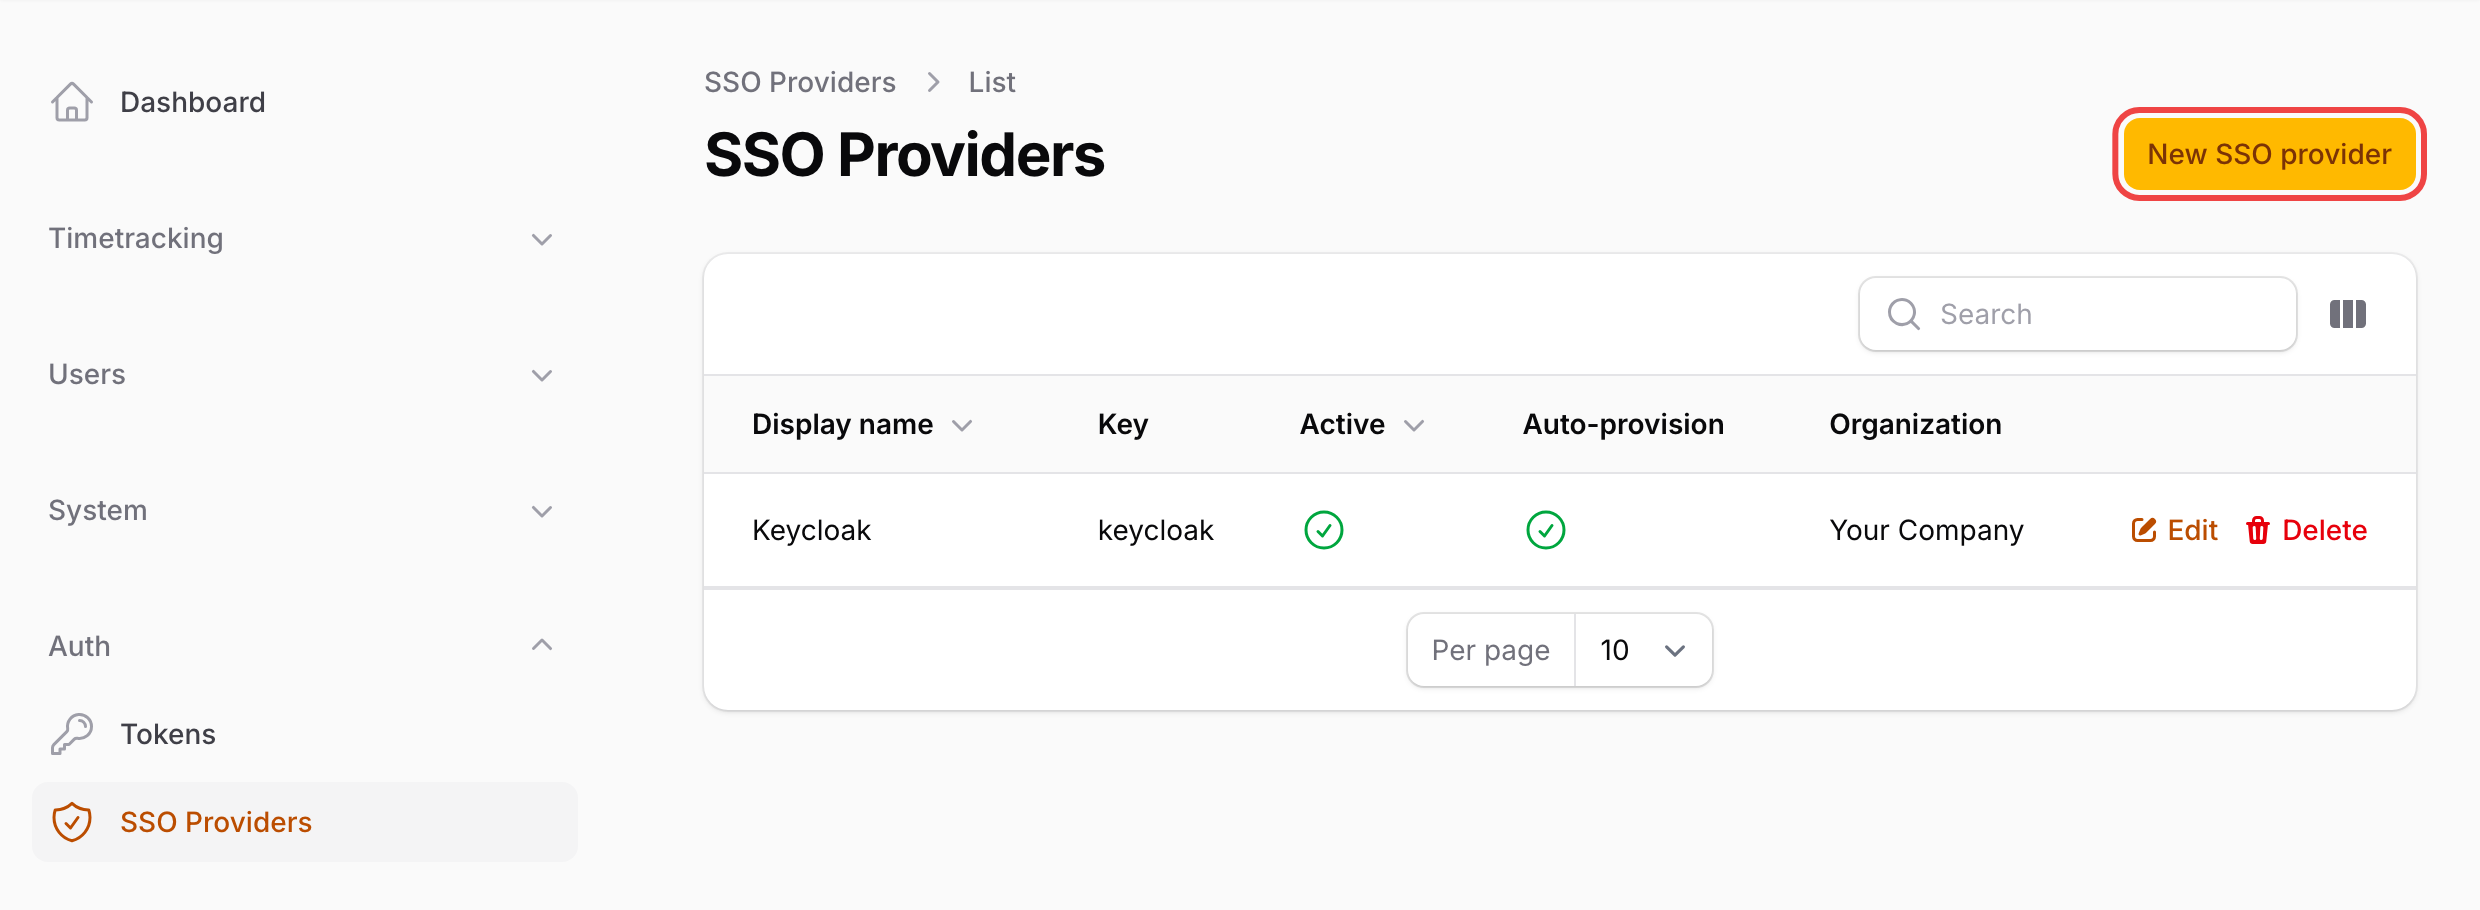 Dashboard
Timetracking
Users
System
Auth
Tokens
SSO Providers
SSO Providers > List
SSO Providers
New SSO provider
Search
Display name Key Active Auto-provision Organization
Keycloak keycloak Your Company Edit Delete
Per page 10